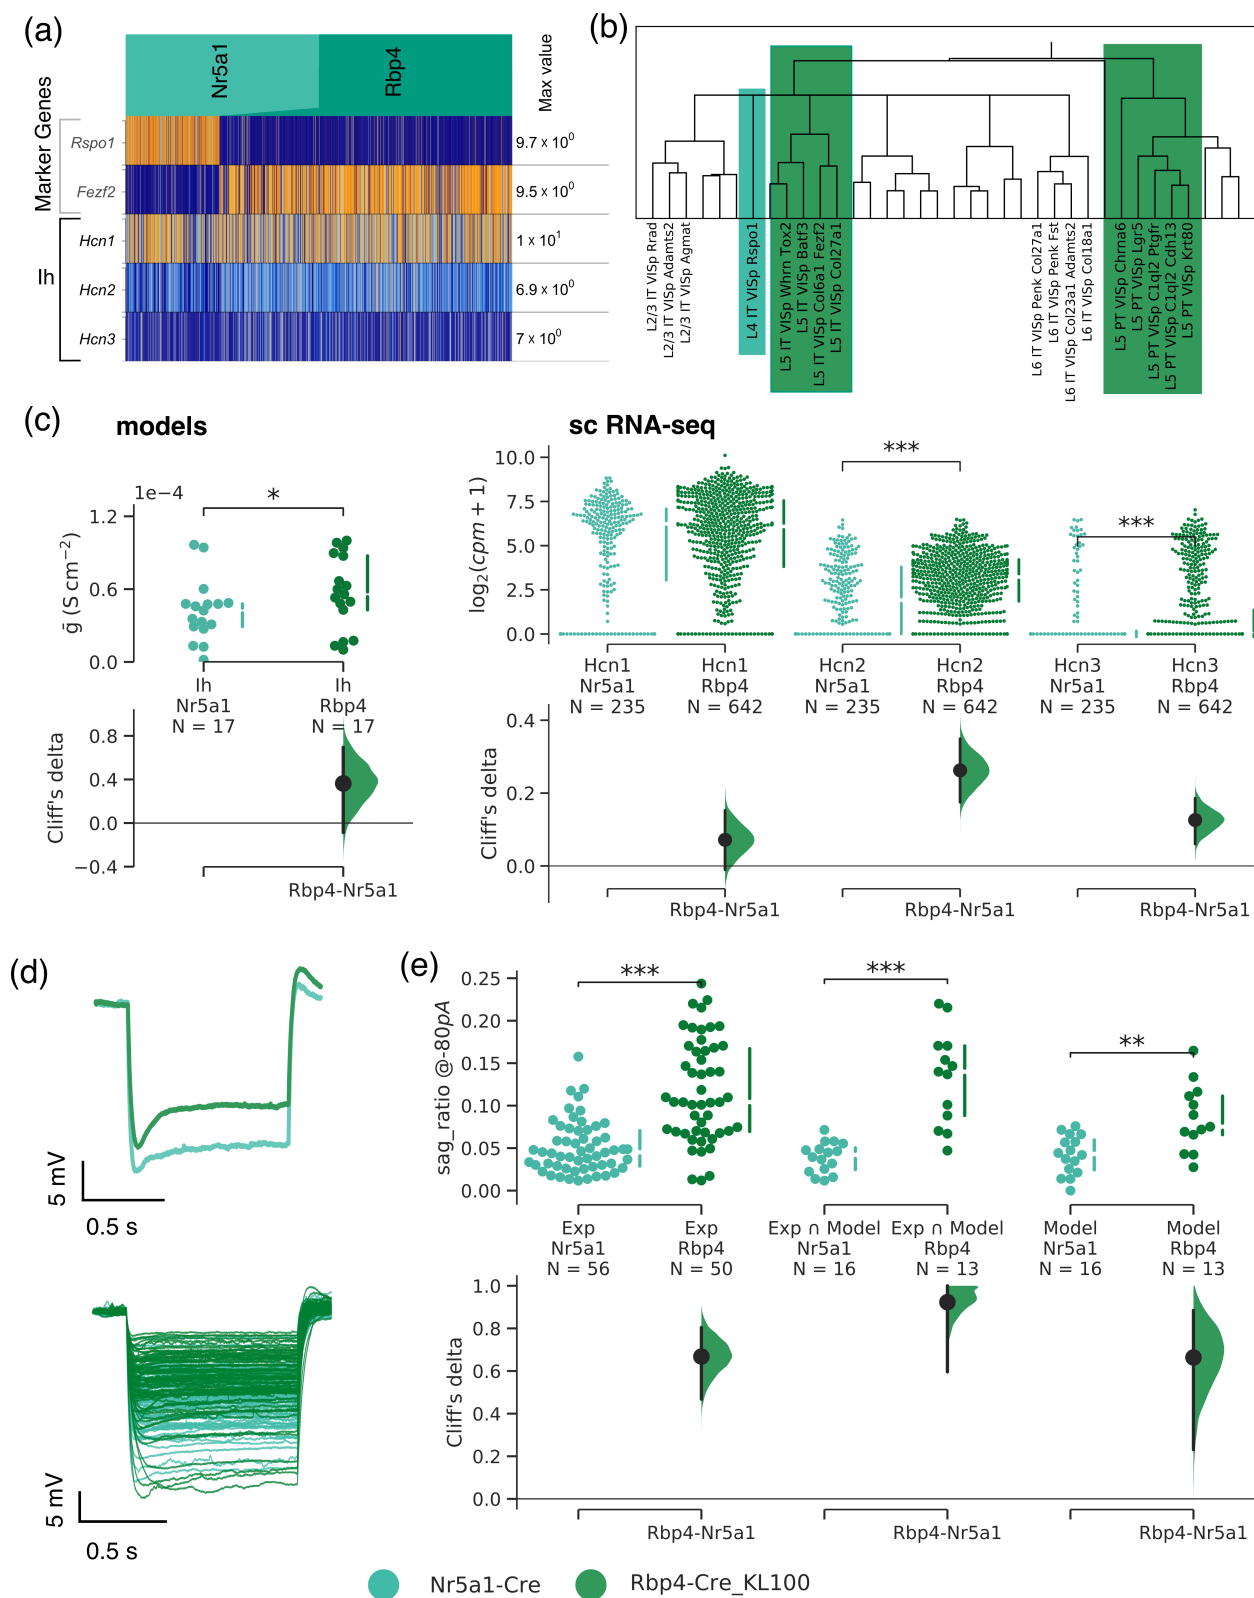 (a)
Nr5a1
Rbp4
Max value
Marker Genes
Rspo1
9.7 × 10⁰
Fezf2
9.5 × 10⁰
Ih
Hcn1
1 × 10¹
Hcn2
6.9 × 10⁰
Hcn3
7 × 10⁰
(b)
L2/3 IT VISp Rrad
L2/3 IT VISp Adamts2
L2/3 IT VISp Agmat
L4 IT VISp Rspo1
L5 IT VISp Whrn Tox2
L5 IT VISp Batf3
L5 IT VISp Col6a1 Fezf2
L5 IT VISp Col27a1
L6 IT VISp Penk Col27a1
L6 IT VISp Penk Fst
L6 IT VISp Col23a1 Adamts2
L6 IT VISp Col18a1
L5 PT VISp Chrna6
L5 PT VISp Lgr5
L5 PT VISp C1ql2 Ptgfr
L5 PT VISp C1ql2 Cdh13
L5 PT VISp Krt80
(c)
models
1e−4
*
1.2
0.6
0.0
ḡ (S cm⁻²)
Ih
Nr5a1
N = 17
Ih
Rbp4
N = 17
0.8
0.4
0.0
−0.4
Cliff's delta
Rbp4-Nr5a1
sc RNA-seq
***
***
10.0
7.5
5.0
2.5
0.0
log₂(cpm + 1)
Hcn1
Nr5a1
N = 235
Hcn1
Rbp4
N = 642
Hcn2
Nr5a1
N = 235
Hcn2
Rbp4
N = 642
Hcn3
Nr5a1
N = 235
Hcn3
Rbp4
N = 642
0.4
0.2
0.0
Cliff's delta
Rbp4-Nr5a1
Rbp4-Nr5a1
Rbp4-Nr5a1
(d)
5 mV
0.5 s
5 mV
0.5 s
(e)
***
***
**
0.25
0.20
0.15
0.10
0.05
0.00
sag_ratio @-80pA
Exp
Nr5a1
N = 56
Exp
Rbp4
N = 50
Exp ∩ Model
Nr5a1
N = 16
Exp ∩ Model
Rbp4
N = 13
Model
Nr5a1
N = 16
Model
Rbp4
N = 13
1.0
0.8
0.6
0.4
0.2
0.0
Cliff's delta
Rbp4-Nr5a1
Rbp4-Nr5a1
Rbp4-Nr5a1
Nr5a1-Cre
Rbp4-Cre_KL100